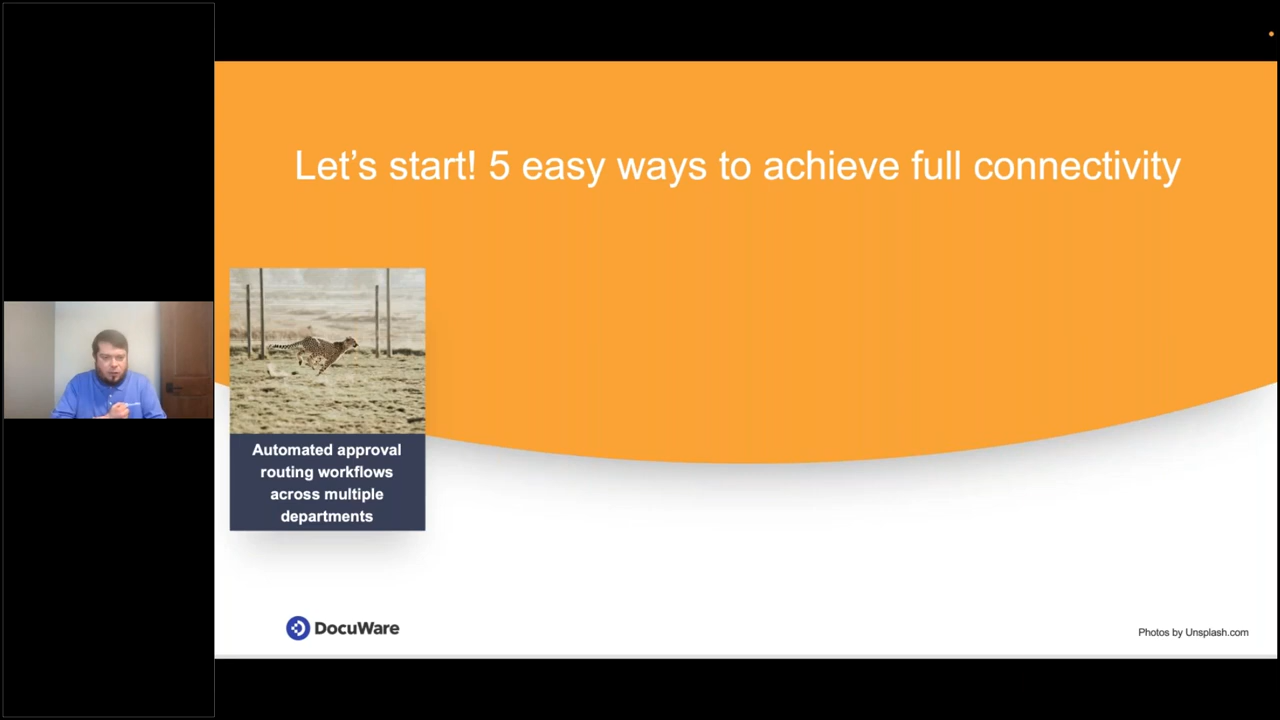 Let's start! 5 easy ways to achieve full connectivity
Automated approval
routing workflows
across multiple
departments
DocuWare
Photos by Unsplash.com